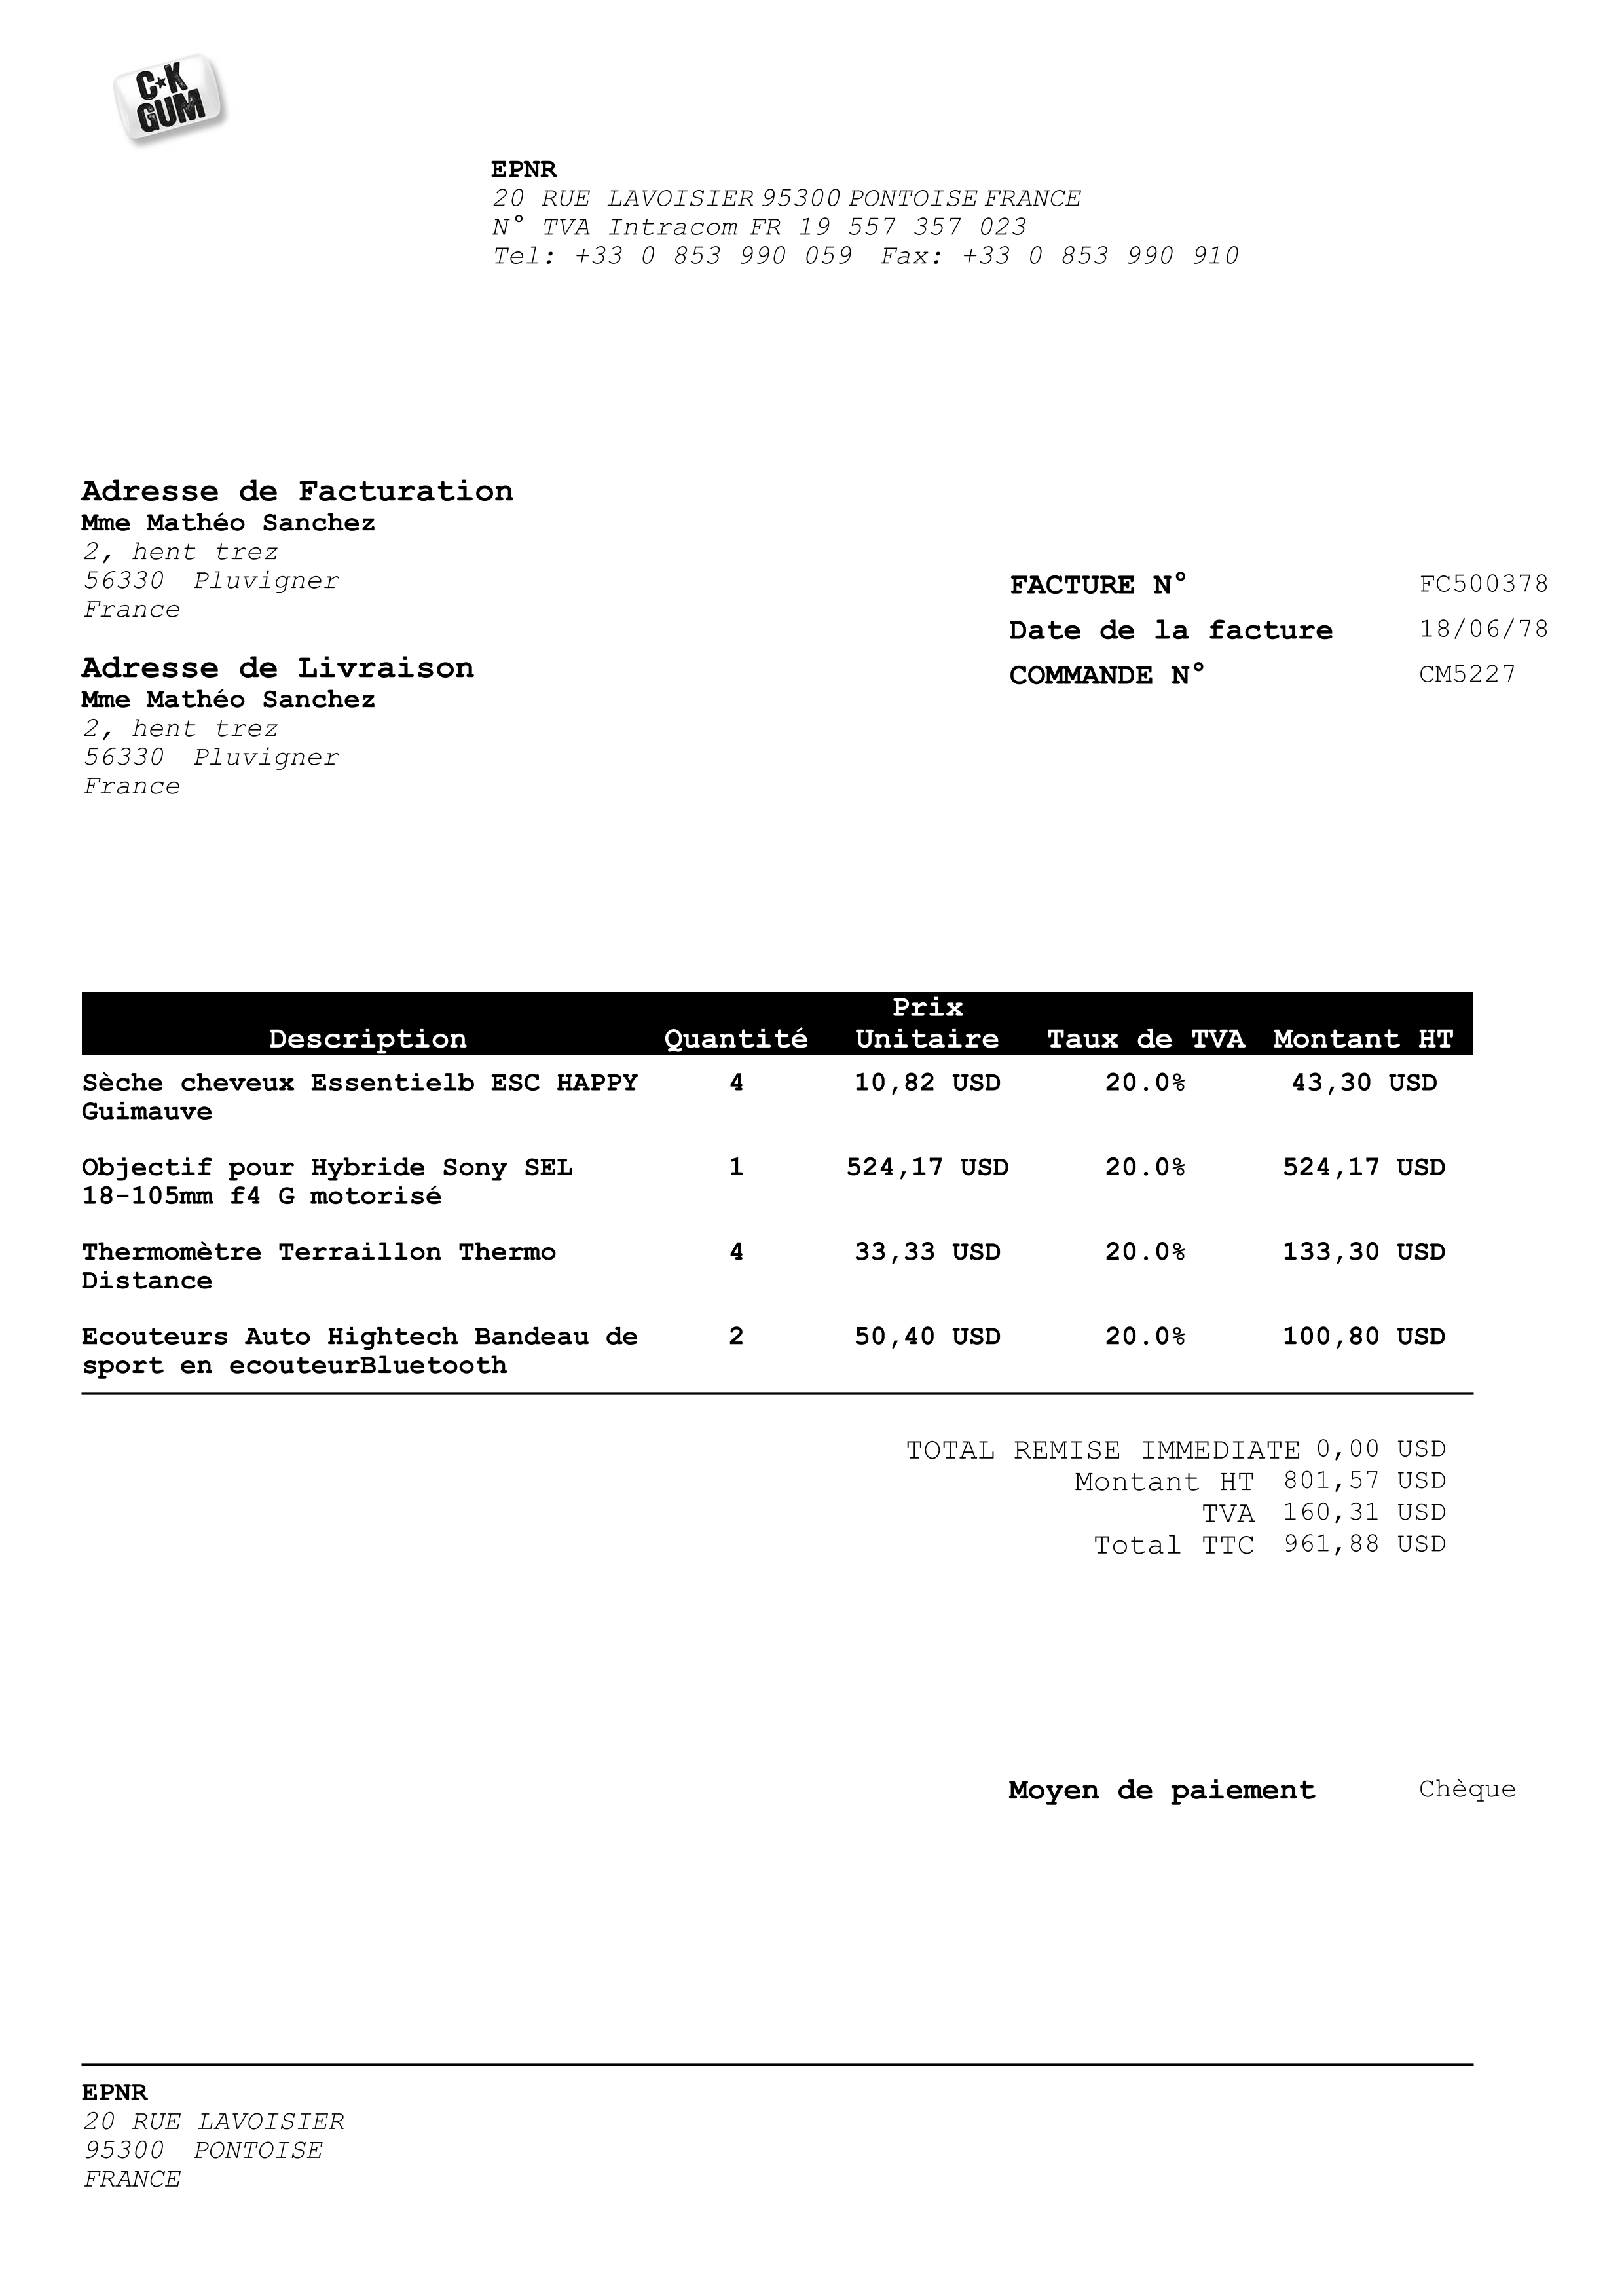 C★K
GUM
EPNR
20 RUE LAVOISIER 95300 PONTOISE FRANCE
N° TVA Intracom FR 19 557 357 023
Tel: +33 0 853 990 059 Fax: +33 0 853 990 910
Adresse de Facturation
Mme Mathéo Sanchez
2, hent trez
56330 Pluvigner
France
FACTURE N° FC500378
Date de la facture 18/06/78
COMMANDE N° CM5227
Adresse de Livraison
Mme Mathéo Sanchez
2, hent trez
56330 Pluvigner
France
Prix
Description Quantité Unitaire Taux de TVA Montant HT
Sèche cheveux Essentielb ESC HAPPY 4 10,82 USD 20.0% 43,30 USD
Guimauve
Objectif pour Hybride Sony SEL 1 524,17 USD 20.0% 524,17 USD
18-105mm f4 G motorisé
Thermomètre Terraillon Thermo 4 33,33 USD 20.0% 133,30 USD
Distance
Ecouteurs Auto Hightech Bandeau de 2 50,40 USD 20.0% 100,80 USD
sport en ecouteurBluetooth
TOTAL REMISE IMMEDIATE 0,00 USD
Montant HT 801,57 USD
TVA 160,31 USD
Total TTC 961,88 USD
Moyen de paiement Chèque
EPNR
20 RUE LAVOISIER
95300 PONTOISE
FRANCE